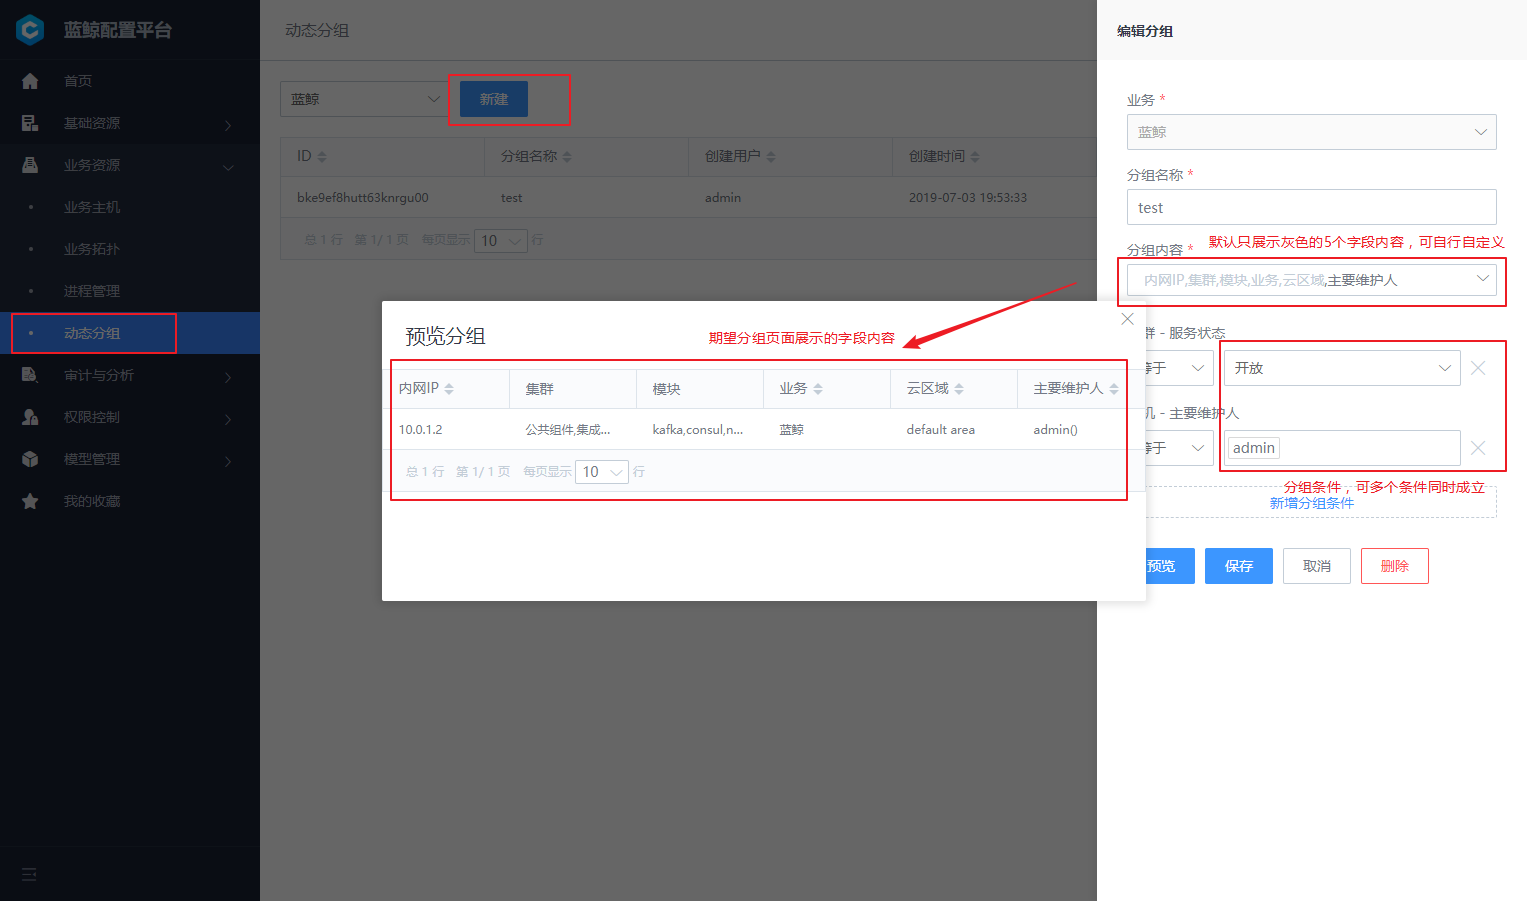 蓝鲸配置平台
首页
基础资源
业务资源
业务主机
业务拓扑
进程管理
动态分组
审计与分析
权限控制
模型管理
我的收藏
动态分组
蓝鲸
新建
ID 分组名称 创建用户 创建时间
bke9ef8hutt63knrgu00 test admin 2019-07-03 19:53:33
总 1 行 第 1/ 1 页 每页显示 10 行
预览分组
期望分组页面展示的字段内容
内网IP 集群 模块 业务 云区域 主要维护人
10.0.1.2 公共组件,集成... kafka,consul,n... 蓝鲸 default area admin()
总 1 行 第 1/ 1 页 每页显示 10 行
编辑分组
业务 *
蓝鲸
分组名称 *
test
分组内容 * 默认只展示灰色的5个字段内容，可自行自定义
内网IP,集群,模块,业务,云区域,主要维护人
群 - 服务状态
等于 开放
机 - 主要维护人
等于 admin
分组条件，可多个条件同时成立
新增分组条件
预览 保存 取消 删除